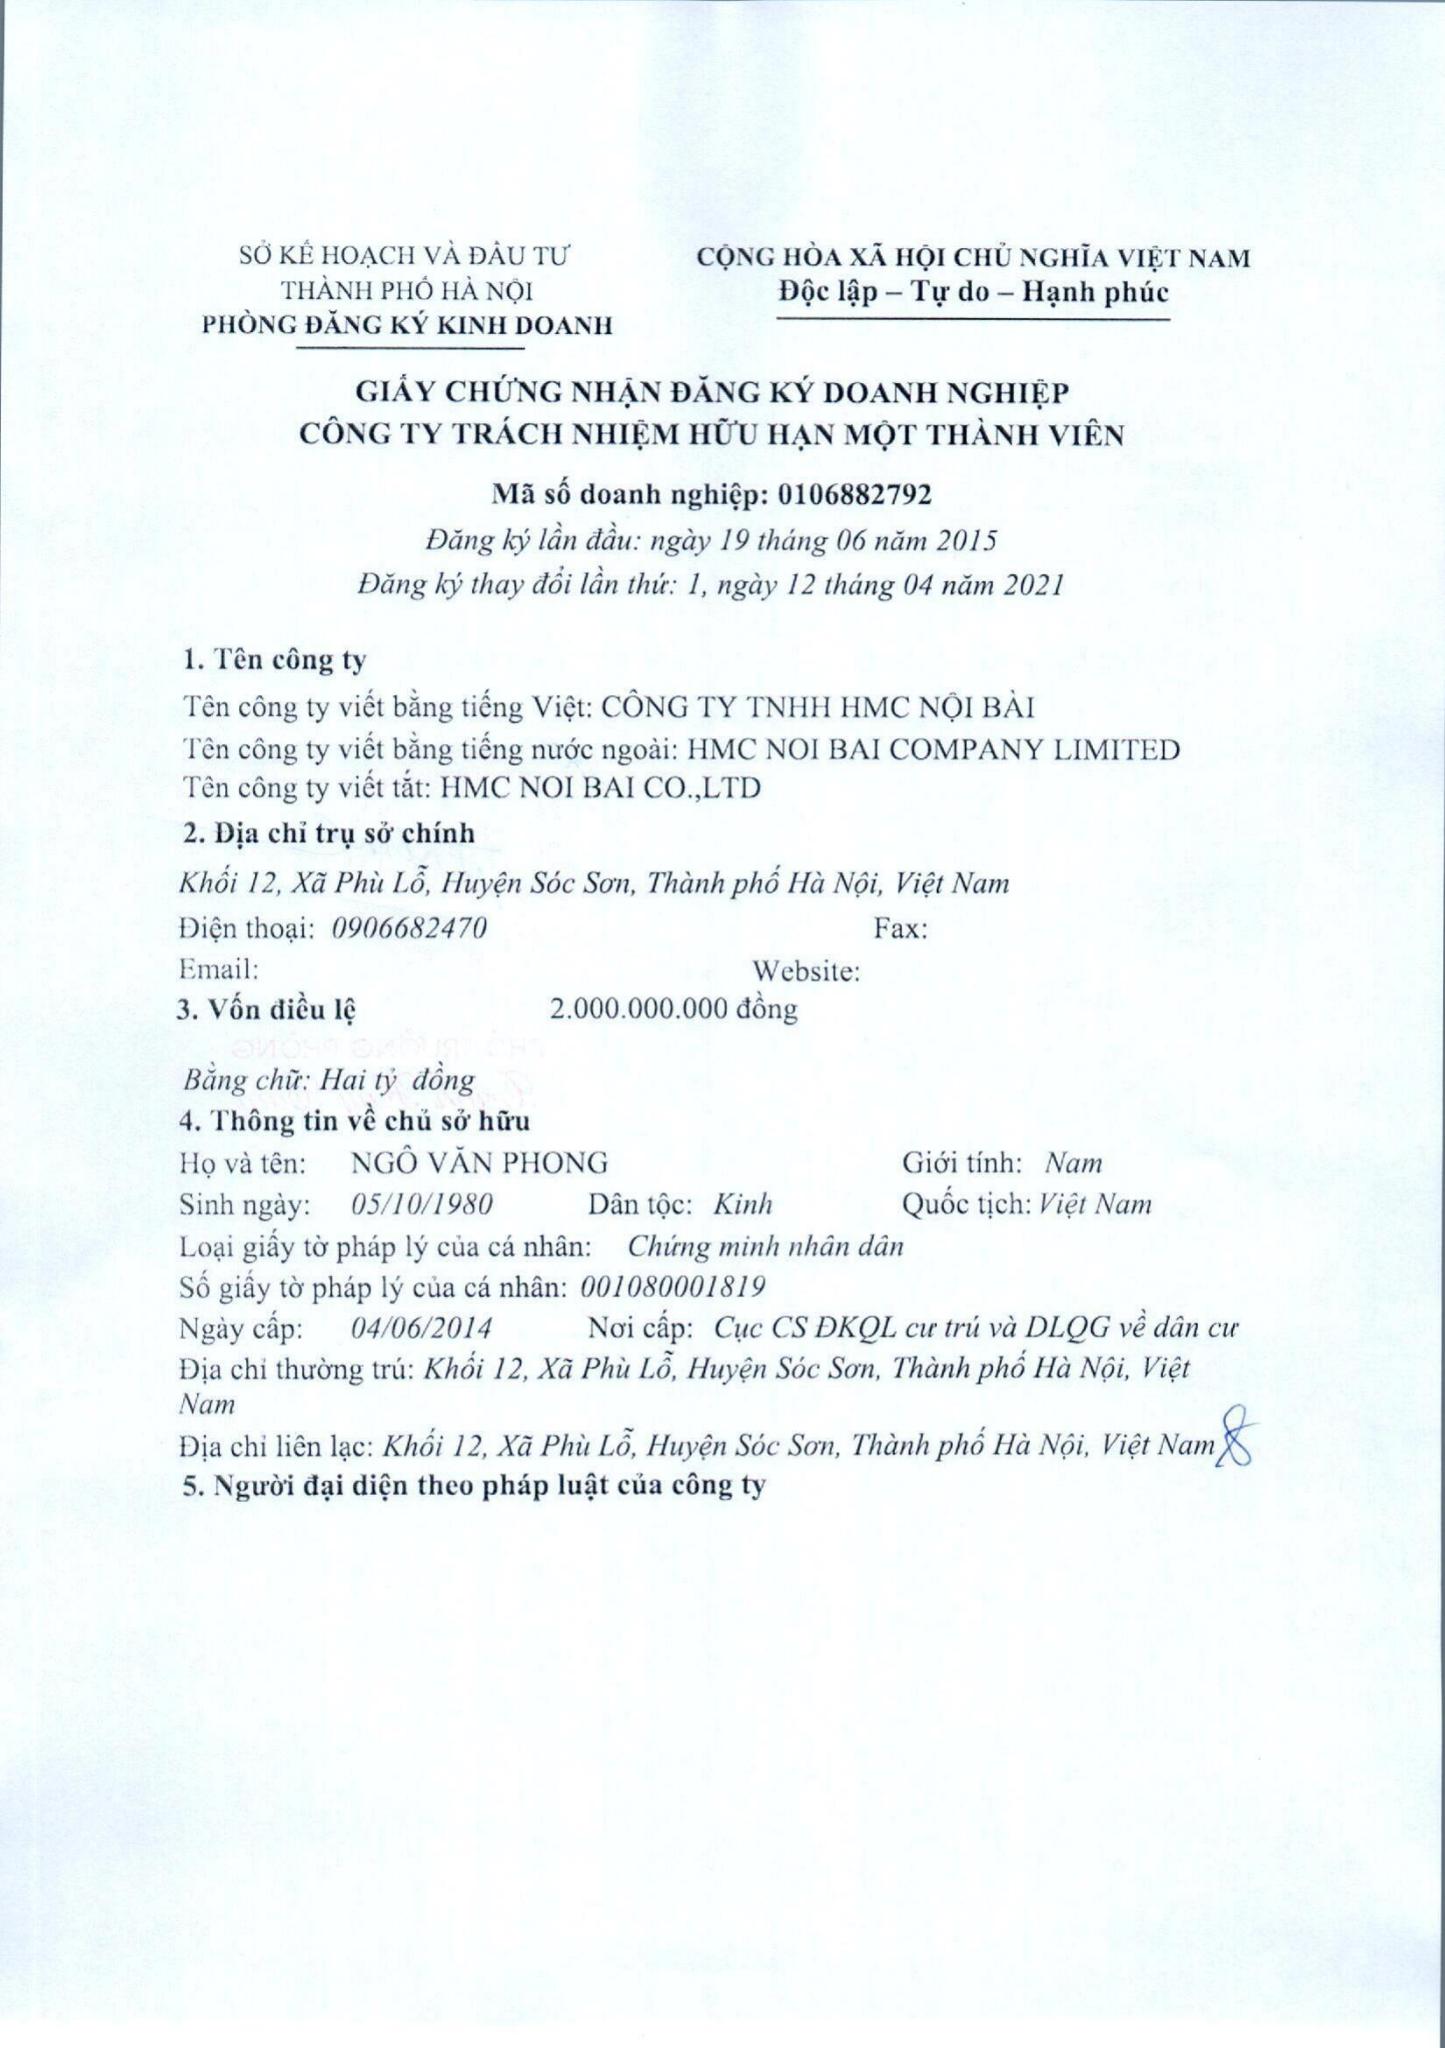 SỞ KẾ HOẠCH VÀ ĐẦU TƯ
THÀNH PHỐ HÀ NỘI
PHÒNG ĐĂNG KÝ KINH DOANH
CỘNG HÒA XÃ HỘI CHỦ NGHĨA VIỆT NAM
Độc lập – Tự do – Hạnh phúc
GIẤY CHỨNG NHẬN ĐĂNG KÝ DOANH NGHIỆP
CÔNG TY TRÁCH NHIỆM HỮU HẠN MỘT THÀNH VIÊN
Mã số doanh nghiệp: 0106882792
Đăng ký lần đầu: ngày 19 tháng 06 năm 2015
Đăng ký thay đổi lần thứ: 1, ngày 12 tháng 04 năm 2021
1. Tên công ty
Tên công ty viết bằng tiếng Việt: CÔNG TY TNHH HMC NỘI BÀI
Tên công ty viết bằng tiếng nước ngoài: HMC NOI BAI COMPANY LIMITED
Tên công ty viết tắt: HMC NOI BAI CO.,LTD
2. Địa chỉ trụ sở chính
Khối 12, Xã Phù Lỗ, Huyện Sóc Sơn, Thành phố Hà Nội, Việt Nam
Điện thoại: 0906682470 Fax:
Email: Website:
3. Vốn điều lệ 2.000.000.000 đồng
Bằng chữ: Hai tỷ đồng
4. Thông tin về chủ sở hữu
Họ và tên: NGÔ VĂN PHONG Giới tính: Nam
Sinh ngày: 05/10/1980 Dân tộc: Kinh Quốc tịch: Việt Nam
Loại giấy tờ pháp lý của cá nhân: Chứng minh nhân dân
Số giấy tờ pháp lý của cá nhân: 001080001819
Ngày cấp: 04/06/2014 Nơi cấp: Cục CS ĐKQL cư trú và DLQG về dân cư
Địa chỉ thường trú: Khối 12, Xã Phù Lỗ, Huyện Sóc Sơn, Thành phố Hà Nội, Việt
Nam
Địa chỉ liên lạc: Khối 12, Xã Phù Lỗ, Huyện Sóc Sơn, Thành phố Hà Nội, Việt Nam
5. Người đại diện theo pháp luật của công ty